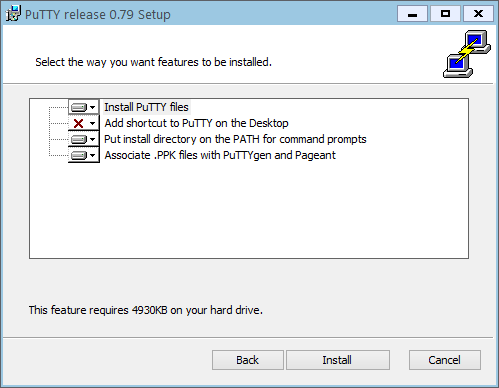 PuTTY release 0.79 Setup
Select the way you want features to be installed.
Install PuTTY files
Add shortcut to PuTTY on the Desktop
Put install directory on the PATH for command prompts
Associate .PPK files with PuTTYgen and Pageant
This feature requires 4930KB on your hard drive.
Back Install Cancel